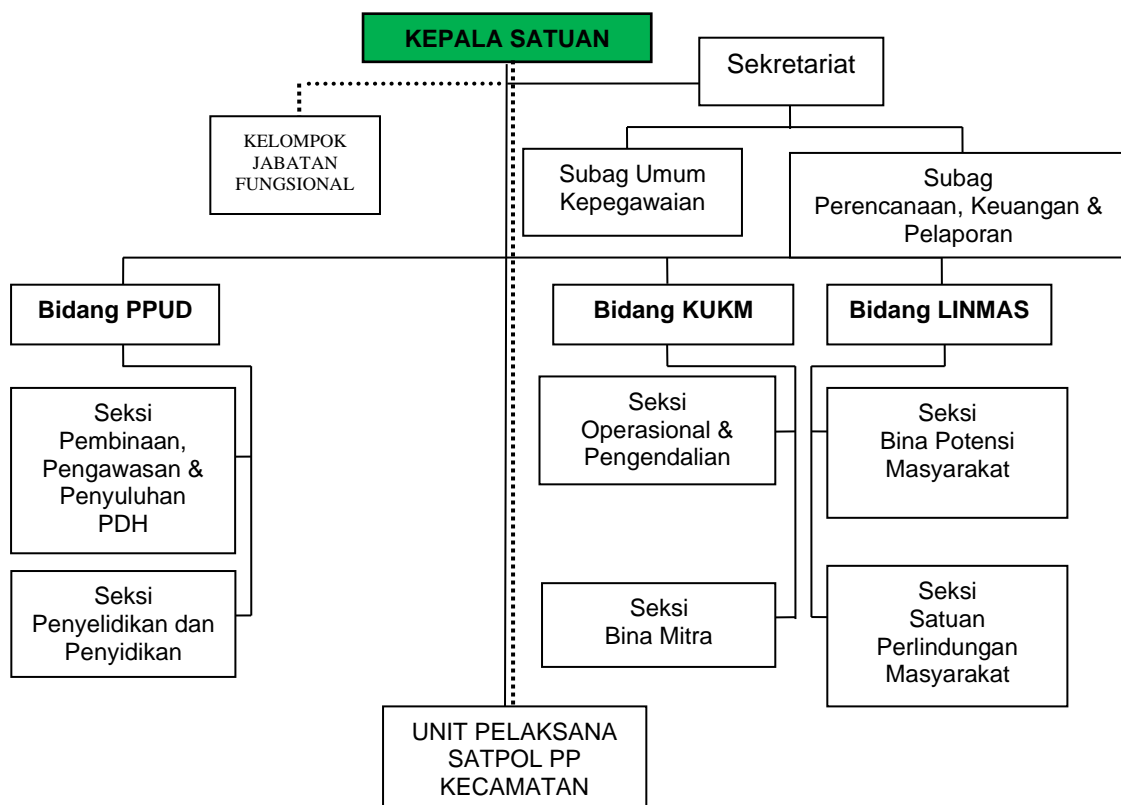 KEPALA SATUAN
Sekretariat
KELOMPOK
JABATAN
FUNGSIONAL
Subag Umum
Kepegawaian
Subag
Perencanaan, Keuangan &
Pelaporan
Bidang PPUD
Bidang KUKM
Bidang LINMAS
Seksi
Pembinaan,
Pengawasan &
Penyuluhan
PDH
Seksi
Operasional &
Pengendalian
Seksi
Bina Potensi
Masyarakat
Seksi
Penyelidikan dan
Penyidikan
Seksi
Bina Mitra
Seksi
Satuan
Perlindungan
Masyarakat
UNIT PELAKSANA
SATPOL PP
KECAMATAN